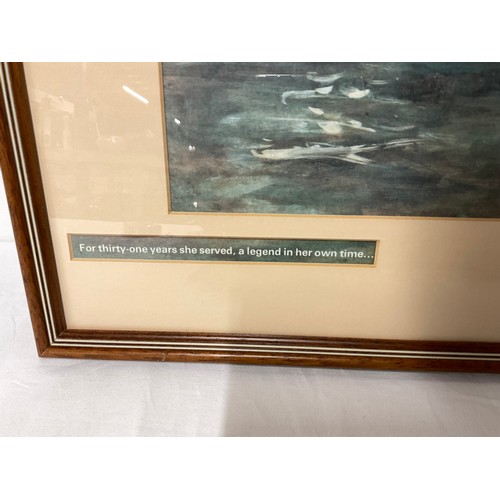 For thirty-one years she served, a legend in her own time...